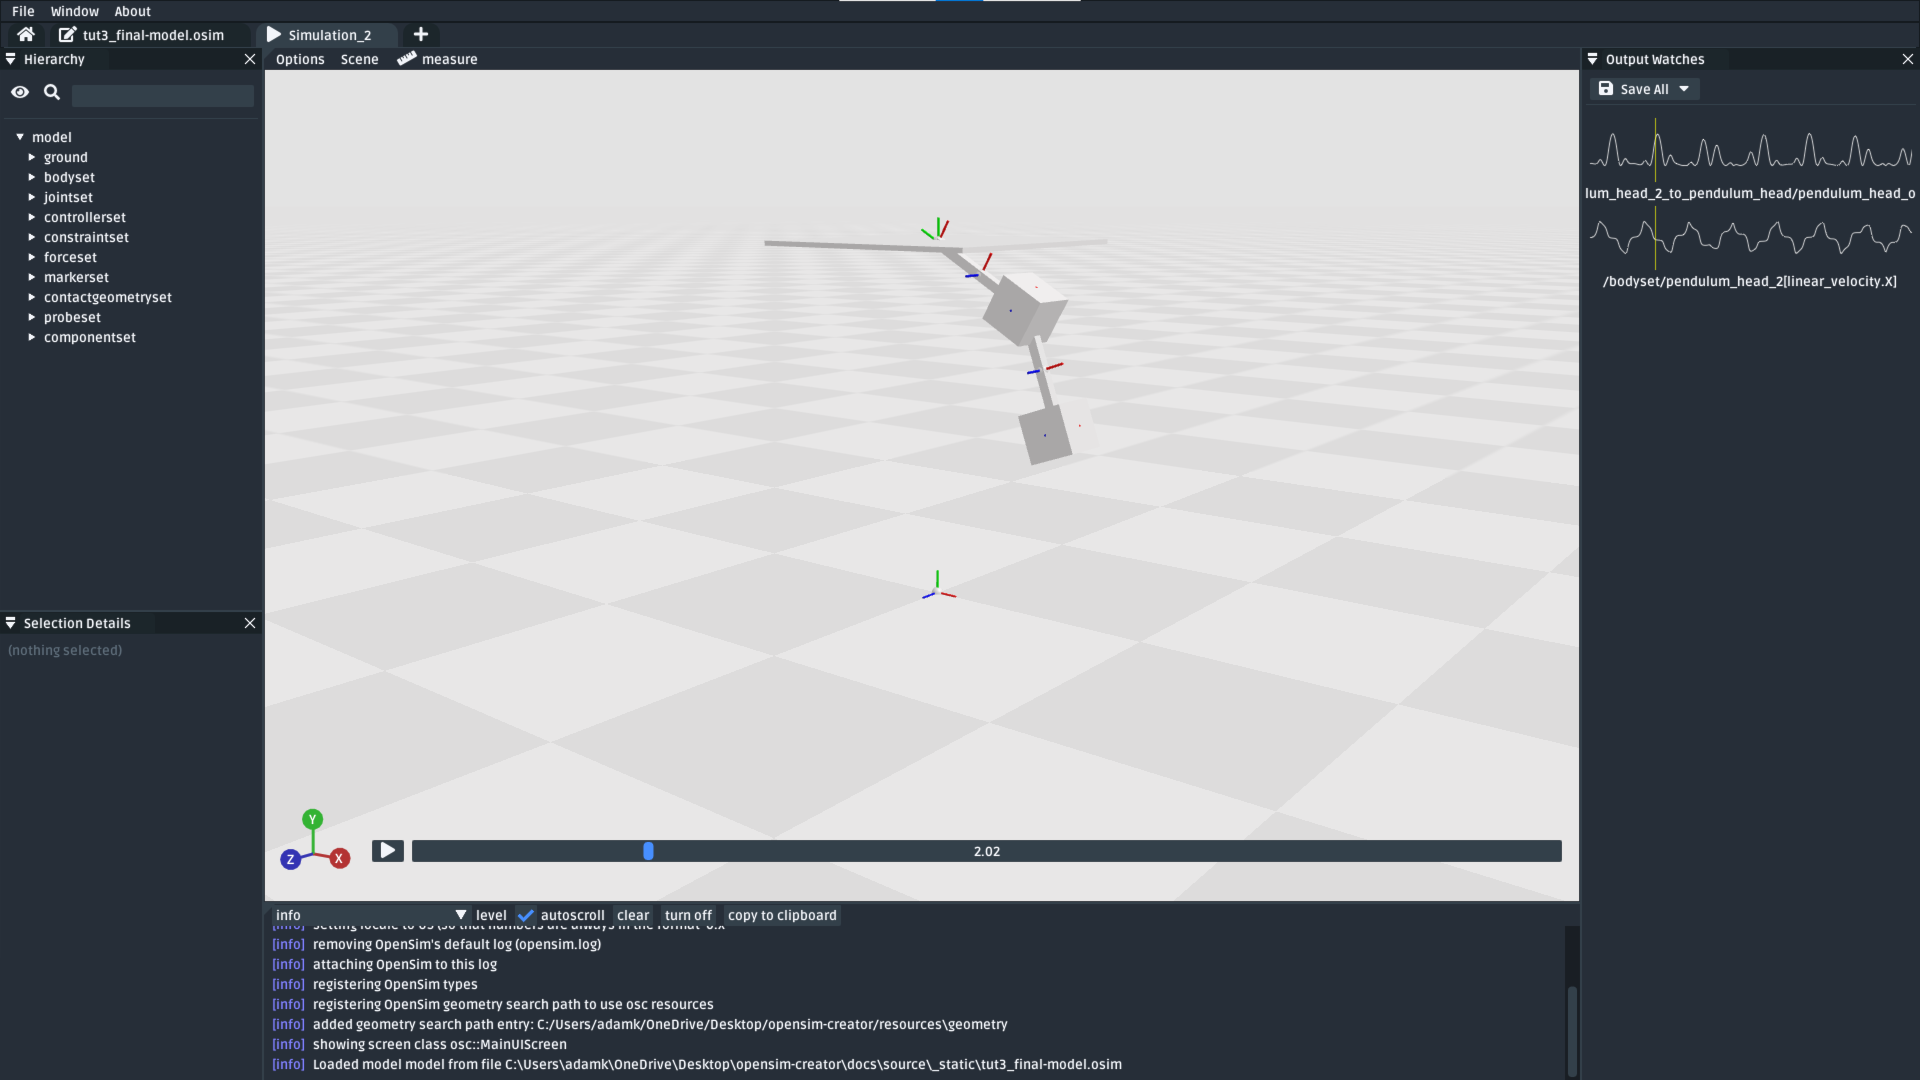 File Window About
tut3_final-model.osim Simulation_2
Hierarchy
model
ground
bodyset
jointset
controllerset
constraintset
forceset
markerset
contactgeometryset
probeset
componentset
Selection Details
(nothing selected)
Options Scene measure
Y
Z X
2.02
info level autoscroll clear turn off copy to clipboard
[info] removing OpenSim's default log (opensim.log)
[info] attaching OpenSim to this log
[info] registering OpenSim types
[info] registering OpenSim geometry search path to use osc resources
[info] added geometry search path entry: C:/Users/adamk/OneDrive/Desktop/opensim-creator/resources\geometry
[info] showing screen class osc::MainUIScreen
[info] Loaded model model from file C:\Users\adamk\OneDrive\Desktop\opensim-creator\docs\source\_static\tut3_final-model.osim
Output Watches
Save All
lum_head_2_to_pendulum_head/pendulum_head_o
/bodyset/pendulum_head_2[linear_velocity.X]